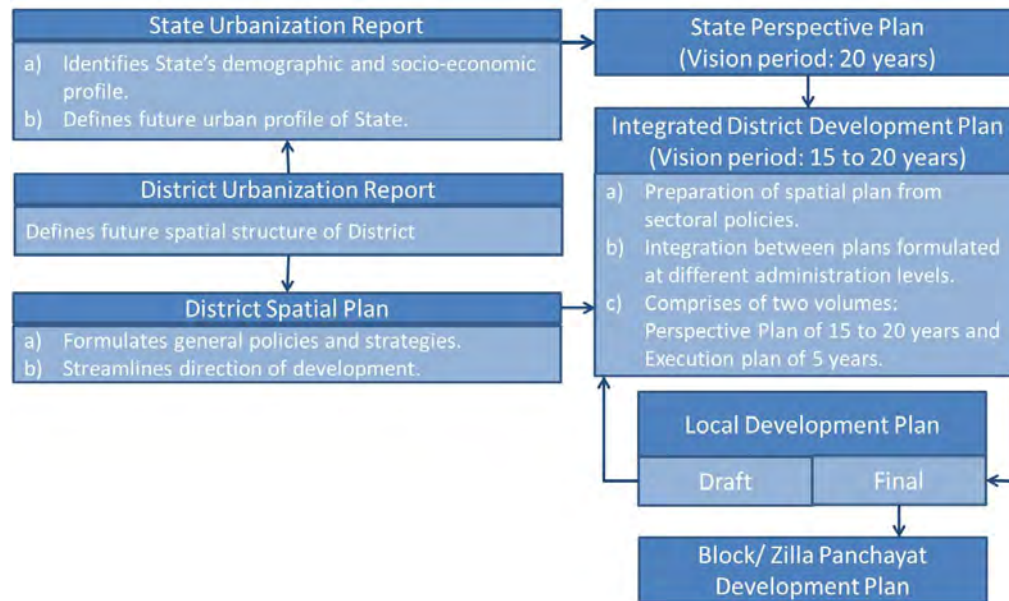 State Urbanization Report
a) Identifies State's demographic and socio-economic
profile.
b) Defines future urban profile of State.
District Urbanization Report
Defines future spatial structure of District
District Spatial Plan
a) Formulates general policies and strategies.
b) Streamlines direction of development.
State Perspective Plan
(Vision period: 20 years)
Integrated District Development Plan
(Vision period: 15 to 20 years)
a) Preparation of spatial plan from
sectoral policies.
b) Integration between plans formulated
at different administration levels.
c) Comprises of two volumes:
Perspective Plan of 15 to 20 years and
Execution plan of 5 years.
Local Development Plan
Draft
Final
Block/ Zilla Panchayat
Development Plan